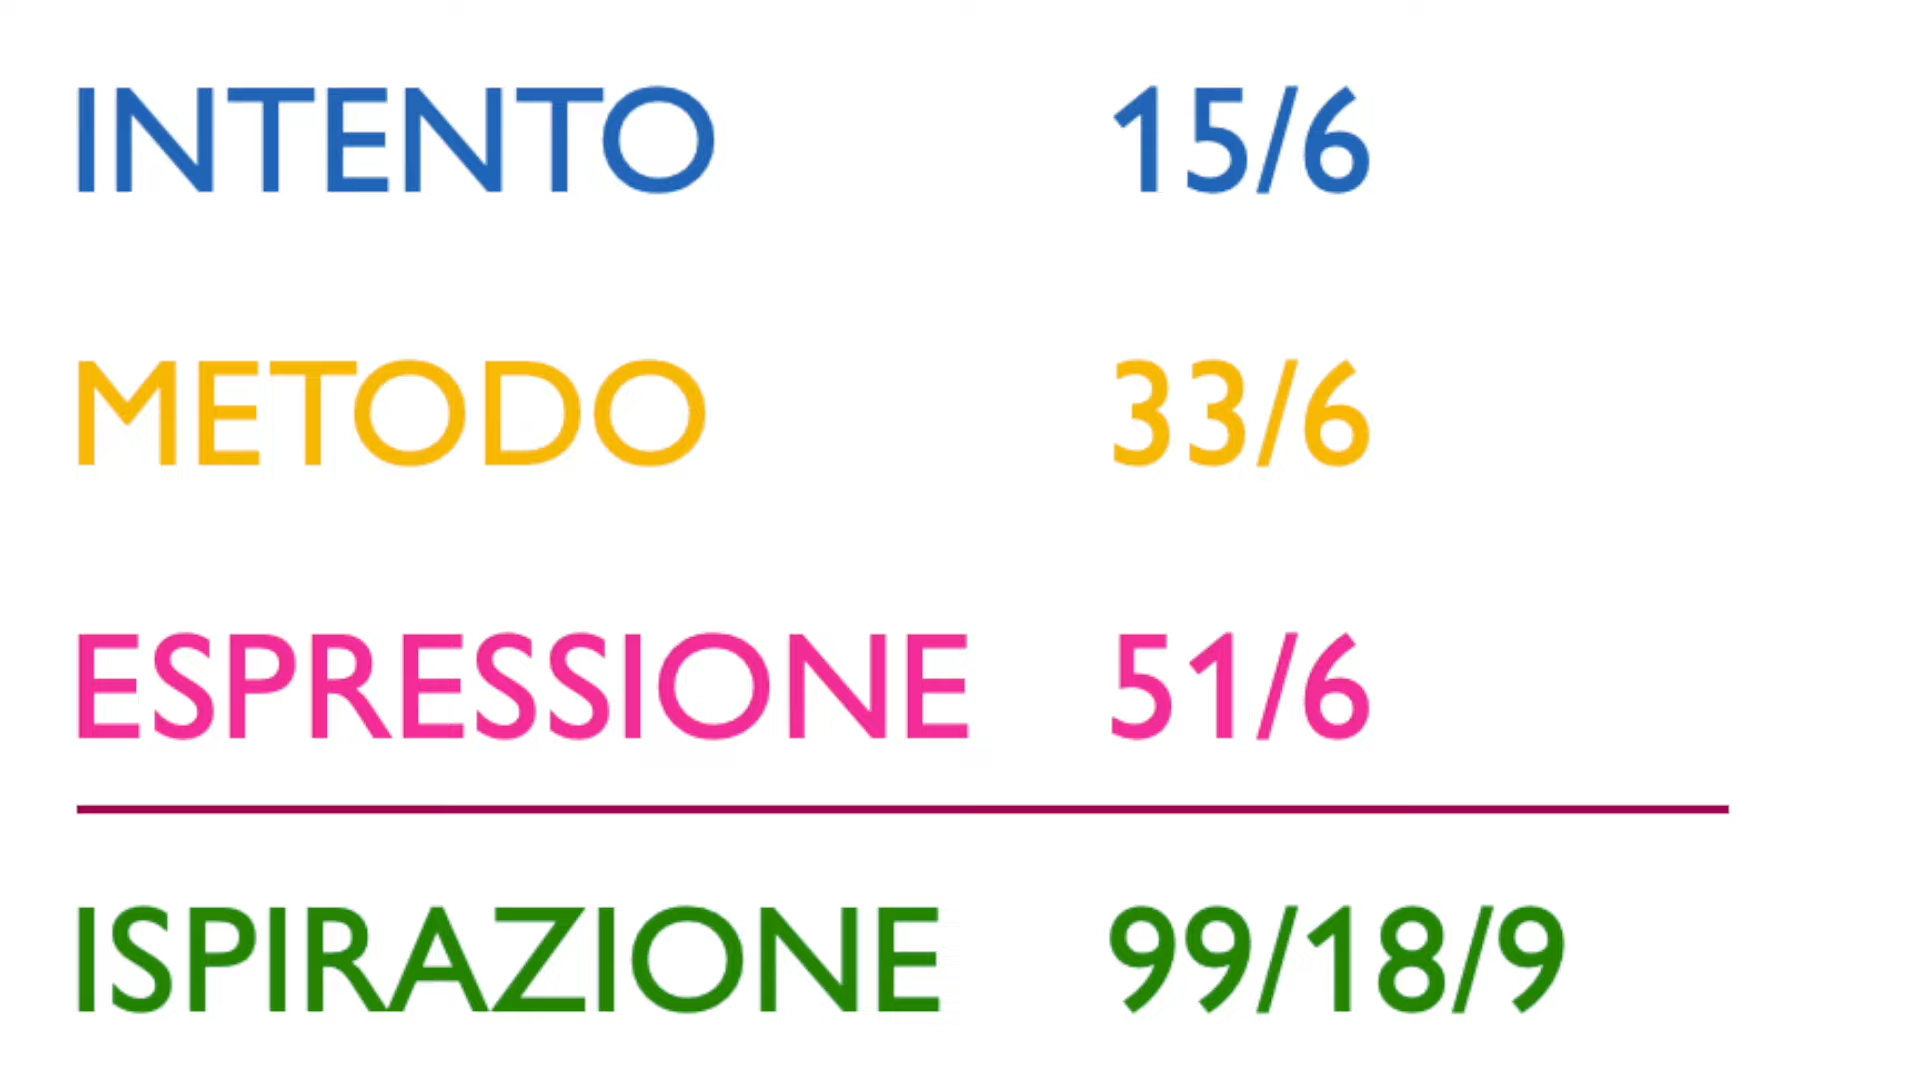 INTENTO 15/6
METODO 33/6
ESPRESSIONE 51/6
ISPIRAZIONE 99/18/9